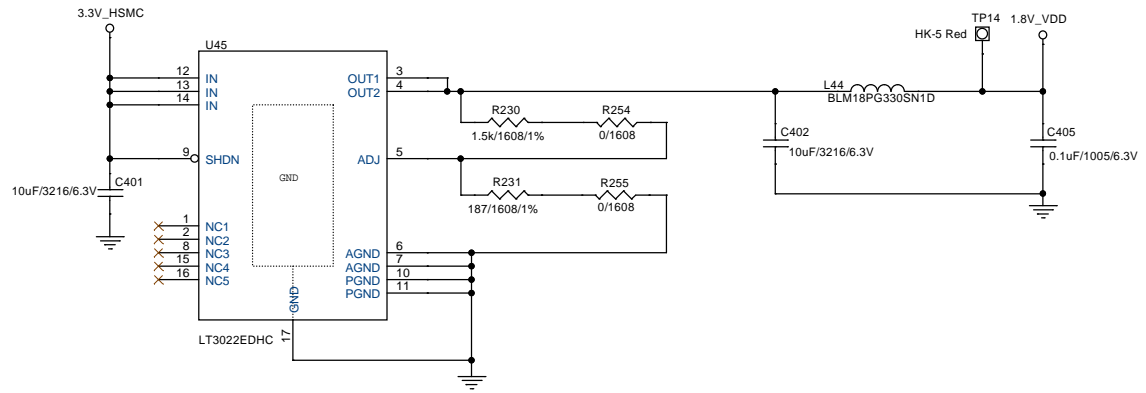 3.3V_HSMC
TP14
1.8V_VDD
HK-5 Red
U45
12 IN
13 IN
14 IN
9 SHDN
C401
10uF/3216/6.3V
1 NC1
2 NC2
8 NC3
15 NC4
16 NC5
GND
GND
17
LT3022EDHC
OUT1 3
OUT2 4
ADJ 5
AGND 6
AGND 7
PGND 10
PGND 11
R230
1.5k/1608/1%
R254
0/1608
R231
187/1608/1%
R255
0/1608
L44
BLM18PG330SN1D
C402
10uF/3216/6.3V
C405
0.1uF/1005/6.3V